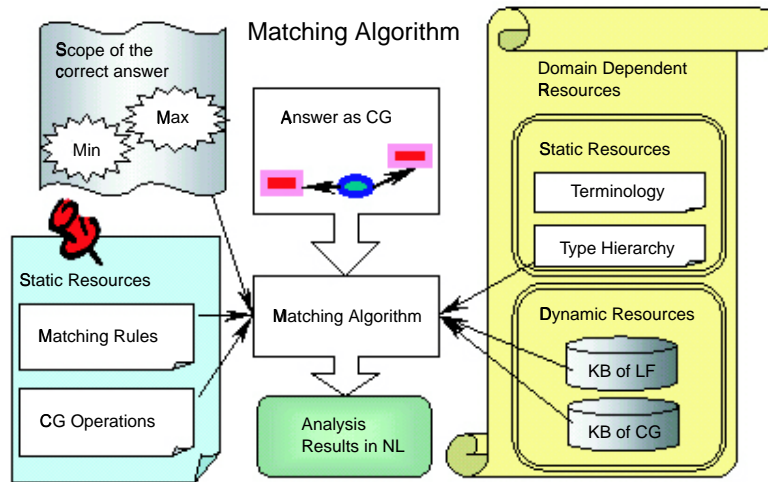 Matching Algorithm
Scope of the
correct answer
Max
Min
Answer as CG
Domain Dependent
Resources
Static Resources
Terminology
Type Hierarchy
Static Resources
Matching Rules
CG Operations
Matching Algorithm
Dynamic Resources
KB of LF
KB of CG
Analysis
Results in NL